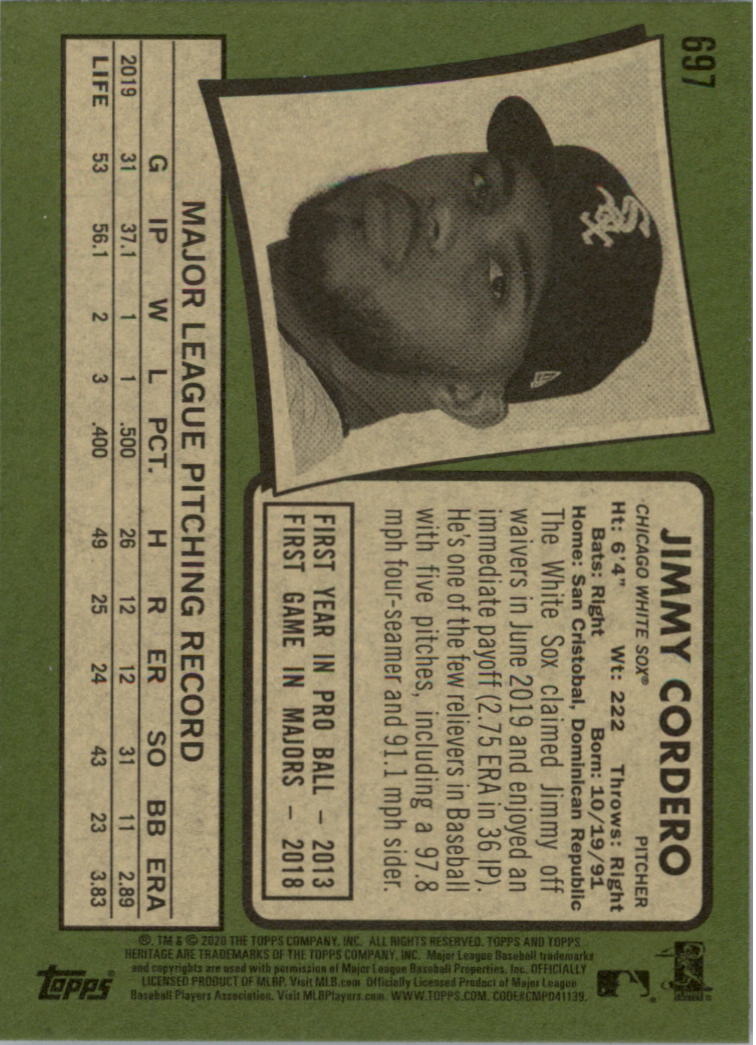 697
Sox
JIMMY CORDERO
CHICAGO WHITE SOX® PITCHER
Ht: 6'4" Wt: 222 Throws: Right
Bats: Right Born: 10/19/91
Home: San Cristobal, Dominican Republic
The White Sox claimed Jimmy off
waivers in June 2019 and enjoyed an
immediate payoff (2.75 ERA in 36 IP).
He's one of the few relievers in Baseball
with five pitches, including a 97.8
mph four-seamer and 91.1 mph sider.
FIRST YEAR IN PRO BALL – 2013
FIRST GAME IN MAJORS – 2018
MAJOR LEAGUE PITCHING RECORD
G IP W L PCT. H R ER SO BB ERA
2019 31 37.1 1 1 .500 26 12 12 31 11 2.89
LIFE 53 56.1 2 3 .400 49 25 24 43 23 3.83
®, TM & © 2020 THE TOPPS COMPANY, INC. ALL RIGHTS RESERVED. TOPPS AND TOPPS
HERITAGE ARE TRADEMARKS OF THE TOPPS COMPANY, INC. Major League Baseball trademarks
and copyrights are used with permission of Major League Baseball Properties, Inc. OFFICIALLY
LICENSED PRODUCT OF MLBP. Visit MLB.com Officially Licensed Product of Major League
Baseball Players Association. Visit MLBPlayers.com. WWW.TOPPS.COM. CODE#CMPD41139.
topps®